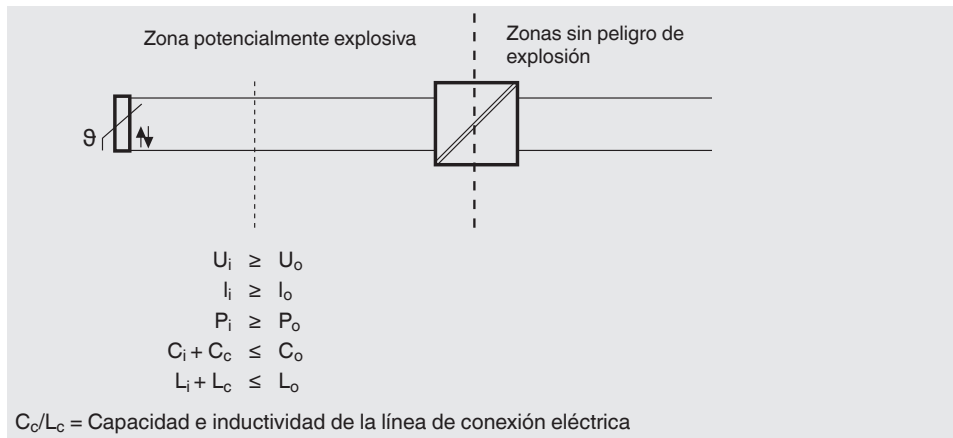 Zona potencialmente explosiva
Zonas sin peligro de
explosión
ϑ
Uᵢ ≥ Uₒ
Iᵢ ≥ Iₒ
Pᵢ ≥ Pₒ
Cᵢ + C꜀ ≤ Cₒ
Lᵢ + L꜀ ≤ Lₒ
C꜀/L꜀ = Capacidad e inductividad de la línea de conexión eléctrica